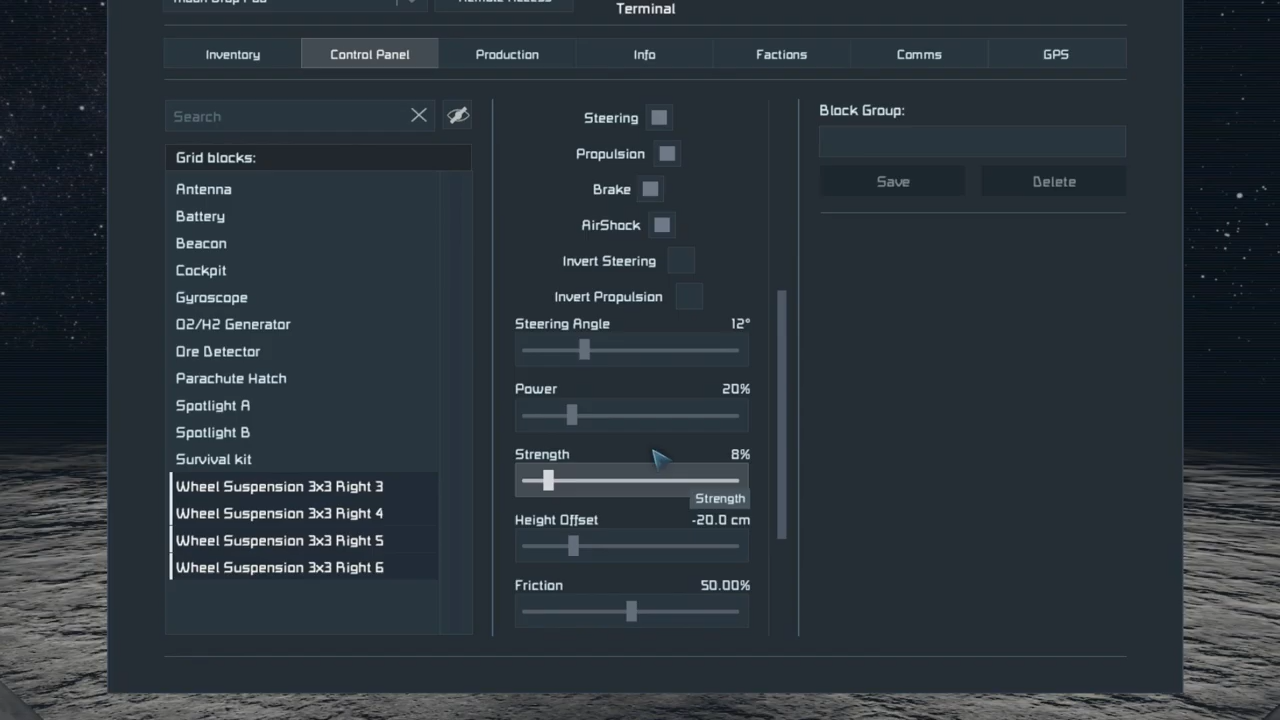 Terminal
Inventory
Control Panel
Production
Info
Factions
Comms
GPS
Search
Grid blocks:
Antenna
Battery
Beacon
Cockpit
Gyroscope
O2/H2 Generator
Ore Detector
Parachute Hatch
Spotlight A
Spotlight B
Survival kit
Wheel Suspension 3x3 Right 3
Wheel Suspension 3x3 Right 4
Wheel Suspension 3x3 Right 5
Wheel Suspension 3x3 Right 6
Steering
Propulsion
Brake
AirShock
Invert Steering
Invert Propulsion
Steering Angle 12°
Power 20%
Strength 8%
Strength
Height Offset -20.0 cm
Friction 50.00%
Block Group:
Save
Delete